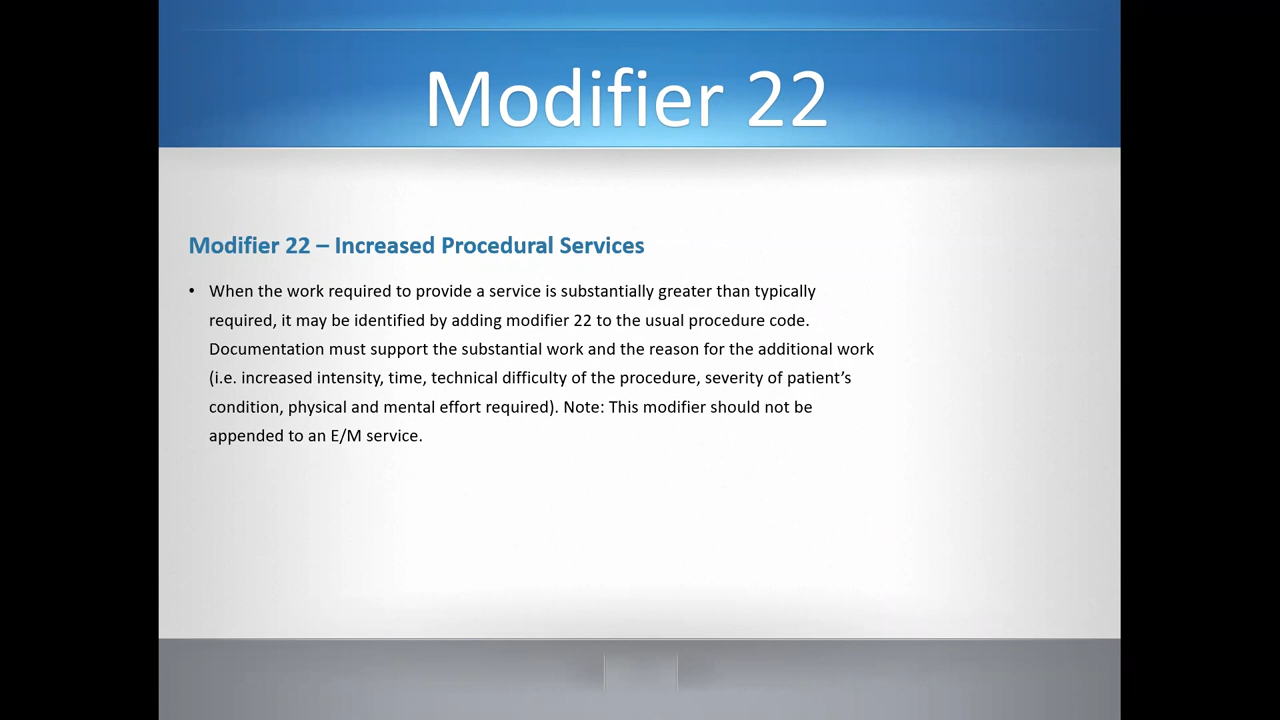 Modifier 22
Modifier 22 – Increased Procedural Services
• When the work required to provide a service is substantially greater than typically
required, it may be identified by adding modifier 22 to the usual procedure code.
Documentation must support the substantial work and the reason for the additional work
(i.e. increased intensity, time, technical difficulty of the procedure, severity of patient’s
condition, physical and mental effort required). Note: This modifier should not be
appended to an E/M service.